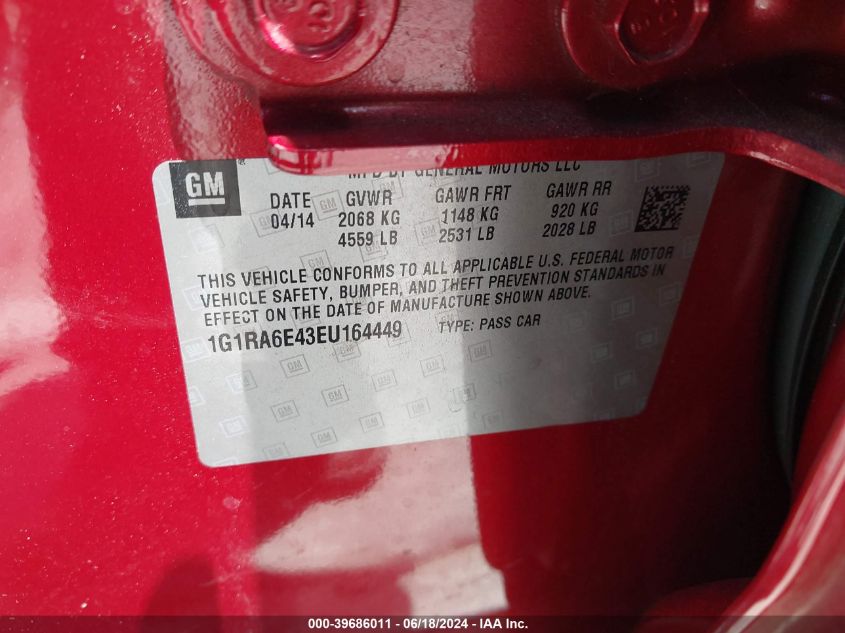 GM
MFD BY GENERAL MOTORS LLC
DATE GVWR GAWR FRT GAWR RR
04/14 2068 KG 1148 KG 920 KG
4559 LB 2531 LB 2028 LB
THIS VEHICLE CONFORMS TO ALL APPLICABLE U.S. FEDERAL MOTOR
VEHICLE SAFETY, BUMPER, AND THEFT PREVENTION STANDARDS IN
EFFECT ON THE DATE OF MANUFACTURE SHOWN ABOVE.
1G1RA6E43EU164449 TYPE: PASS CAR
000-39686011 - 06/18/2024 - IAA Inc.